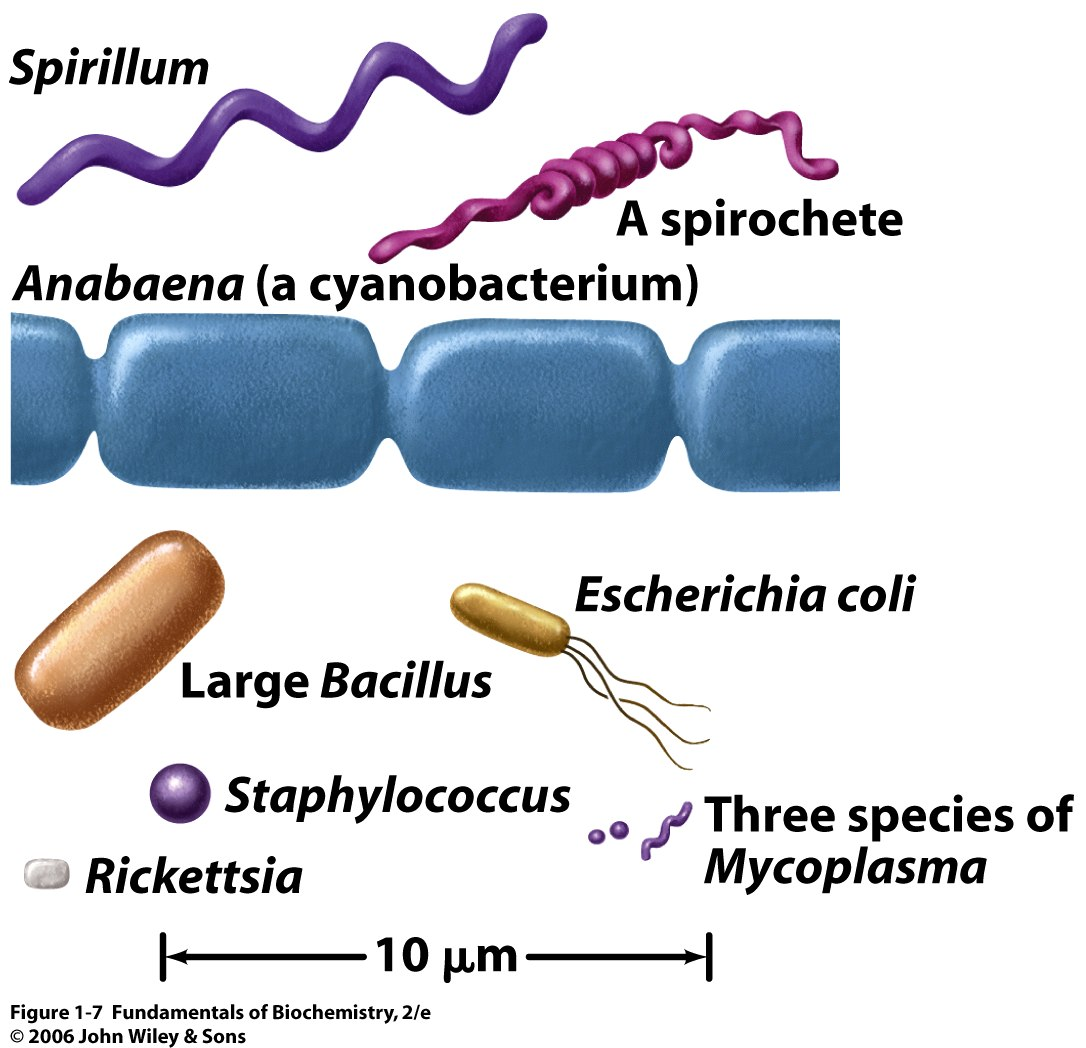 Spirillum
A spirochete
Anabaena (a cyanobacterium)
Escherichia coli
Large Bacillus
Staphylococcus
Three species of
Mycoplasma
Rickettsia
10 μm
Figure 1-7 Fundamentals of Biochemistry, 2/e
© 2006 John Wiley & Sons